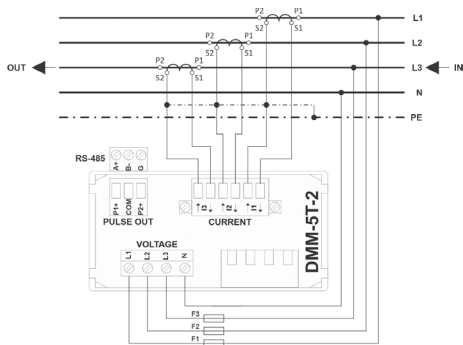 P2 P1 L1
S2 S1
P2 P1 L2
S2 S1
OUT P2 P1 L3 IN
S2 S1
N
PE
RS-485 A+ B- G
P1+ COM P2+
PULSE OUT
I3 I2 I1
CURRENT
DMM-5T-2
VOLTAGE
L1 L2 L3 N
F3
F2
F1